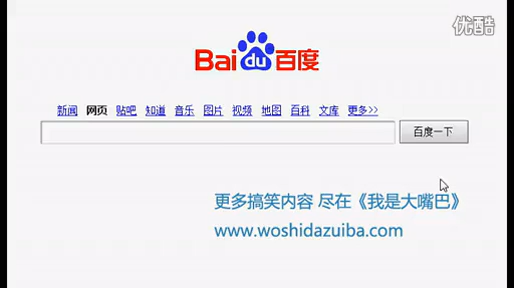 优酷
Bai du 百度
新闻 网页 贴吧 知道 音乐 图片 视频 地图 百科 文库 更多>>
百度一下
更多搞笑内容 尽在《我是大嘴巴》
www.woshidazuiba.com